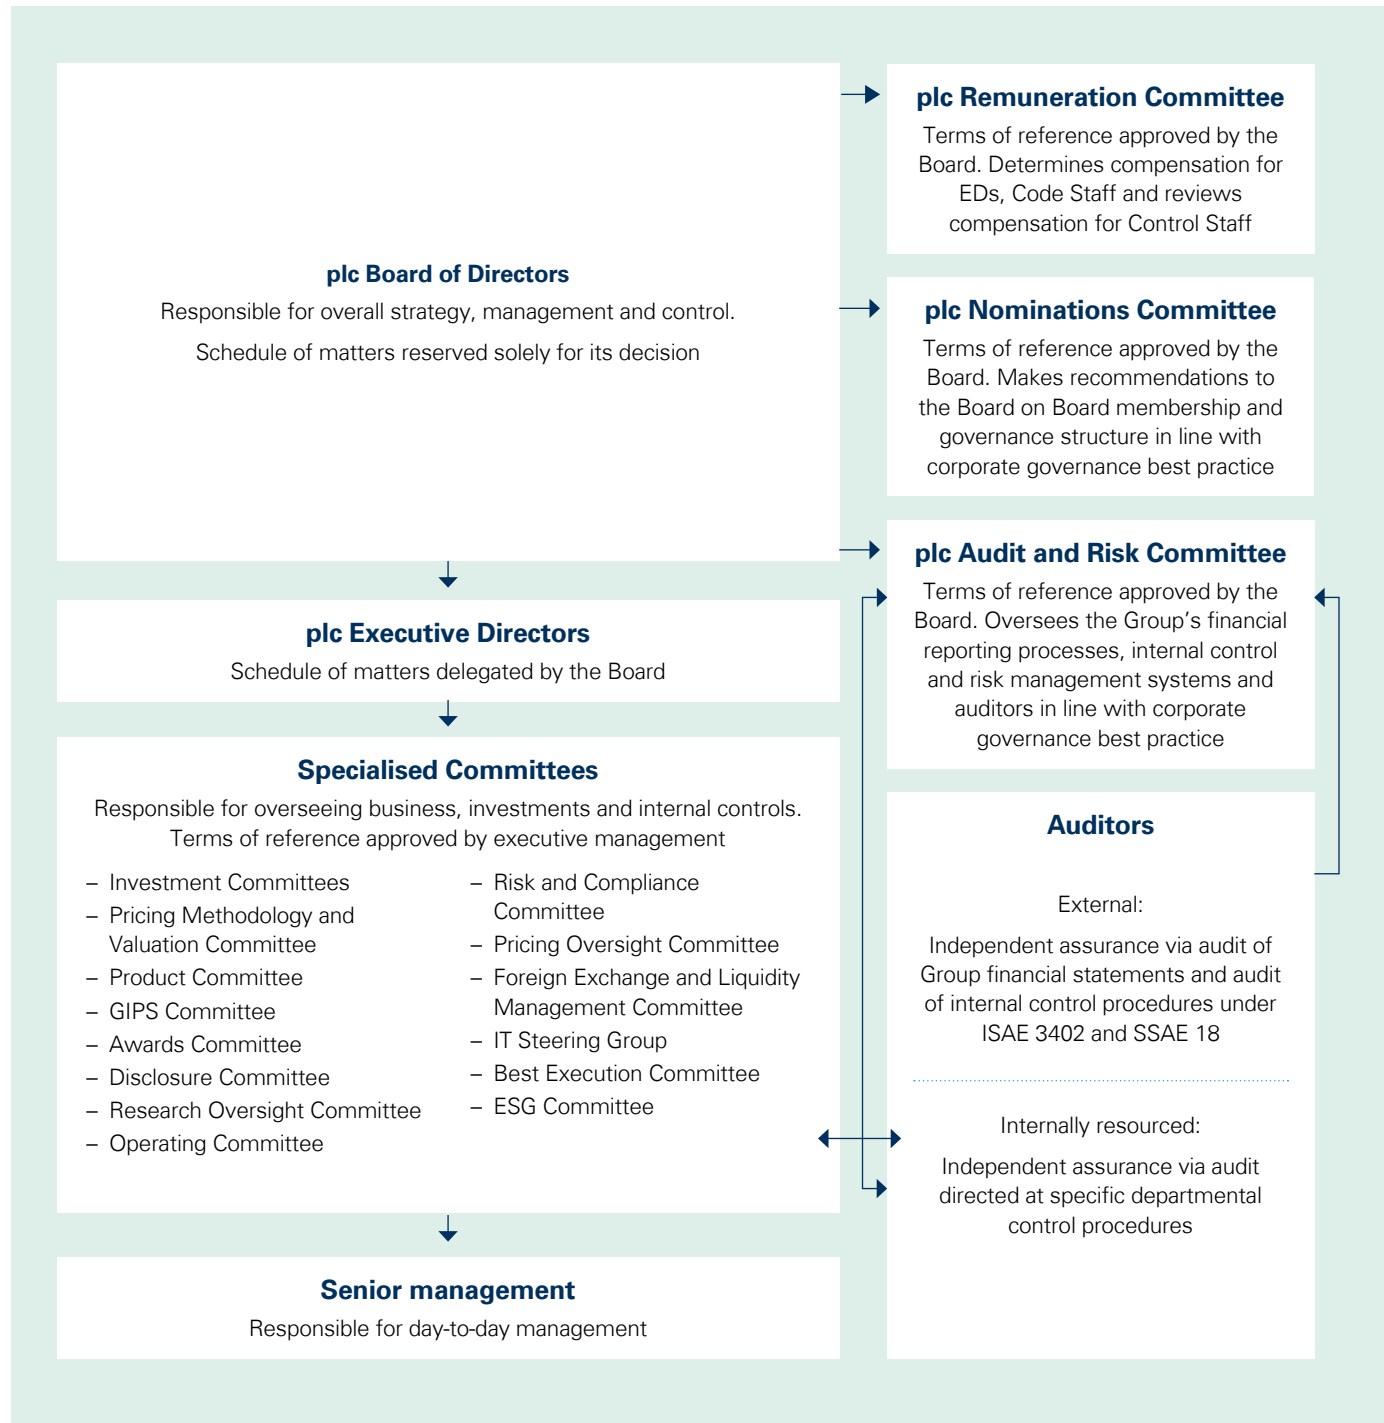 plc Board of Directors
Responsible for overall strategy, management and control.
Schedule of matters reserved solely for its decision
plc Remuneration Committee
Terms of reference approved by the
Board. Determines compensation for
EDs, Code Staff and reviews
compensation for Control Staff
plc Nominations Committee
Terms of reference approved by the
Board. Makes recommendations to
the Board on Board membership and
governance structure in line with
corporate governance best practice
plc Audit and Risk Committee
Terms of reference approved by the
Board. Oversees the Group’s financial
reporting processes, internal control
and risk management systems and
auditors in line with corporate
governance best practice
plc Executive Directors
Schedule of matters delegated by the Board
Specialised Committees
Responsible for overseeing business, investments and internal controls.
Terms of reference approved by executive management
– Investment Committees
– Pricing Methodology and
Valuation Committee
– Product Committee
– GIPS Committee
– Awards Committee
– Disclosure Committee
– Research Oversight Committee
– Operating Committee
– Risk and Compliance
Committee
– Pricing Oversight Committee
– Foreign Exchange and Liquidity
Management Committee
– IT Steering Group
– Best Execution Committee
– ESG Committee
Auditors
External:
Independent assurance via audit of
Group financial statements and audit
of internal control procedures under
ISAE 3402 and SSAE 18
Internally resourced:
Independent assurance via audit
directed at specific departmental
control procedures
Senior management
Responsible for day-to-day management